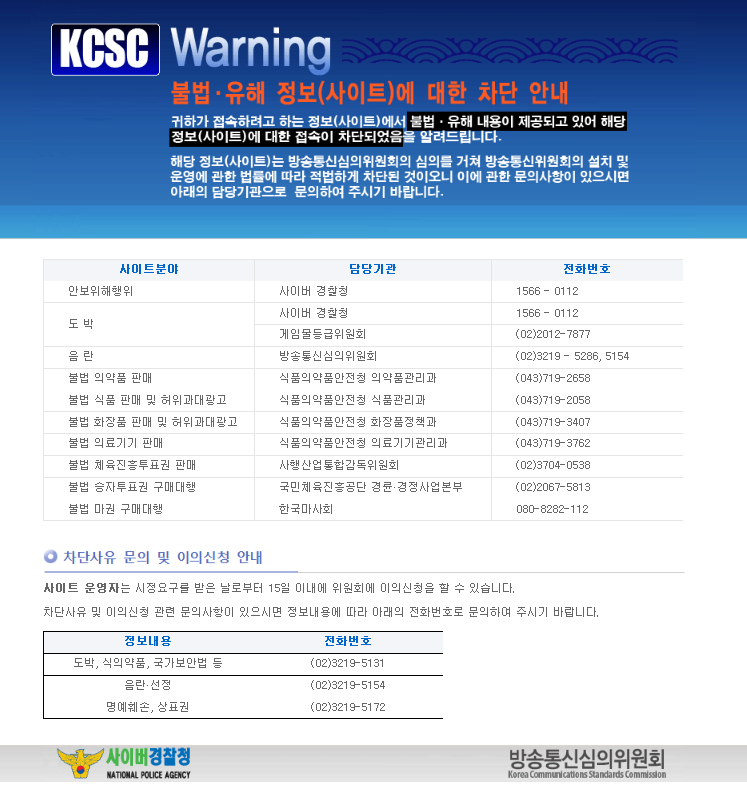 KCSC Warning
불법·유해 정보(사이트)에 대한 차단 안내
귀하가 접속하려고 하는 정보(사이트)에서 불법·유해 내용이 제공되고 있어 해당
정보(사이트)에 대한 접속이 차단되었음을 알려드립니다.
해당 정보(사이트)는 방송통신심의위원회의 심의를 거쳐 방송통신위원회의 설치 및
운영에 관한 법률에 따라 적법하게 차단된 것이오니 이에 관한 문의사항이 있으시면
아래의 담당기관으로 문의하여 주시기 바랍니다.
사이트분야 담당기관 전화번호
안보위해행위 사이버 경찰청 1566 - 0112
도 박 사이버 경찰청 1566 - 0112
게임물등급위원회 (02)2012-7877
음 란 방송통신심의위원회 (02)3219 - 5286, 5154
불법 의약품 판매 식품의약품안전청 의약품관리과 (043)719-2658
불법 식품 판매 및 허위과대광고 식품의약품안전청 식품관리과 (043)719-2058
불법 화장품 판매 및 허위과대광고 식품의약품안전청 화장품정책과 (043)719-3407
불법 의료기기 판매 식품의약품안전청 의료기기관리과 (043)719-3762
불법 체육진흥투표권 판매 사행산업통합감독위원회 (02)3704-0538
불법 승자투표권 구매대행 국민체육진흥공단 경륜·경정사업본부 (02)2067-5813
불법 마권 구매대행 한국마사회 080-8282-112
차단사유 문의 및 이의신청 안내
사이트 운영자는 시정요구를 받은 날로부터 15일 이내에 위원회에 이의신청을 할 수 있습니다.
차단사유 및 이의신청 관련 문의사항이 있으시면 정보내용에 따라 아래의 전화번호로 문의하여 주시기 바랍니다.
정보내용 전화번호
도박, 식의약품, 국가보안법 등 (02)3219-5131
음란·선정 (02)3219-5154
명예훼손, 상표권 (02)3219-5172
사이버경찰청 방송통신심의위원회
NATIONAL POLICE AGENCY Korea Communications Standards Commission